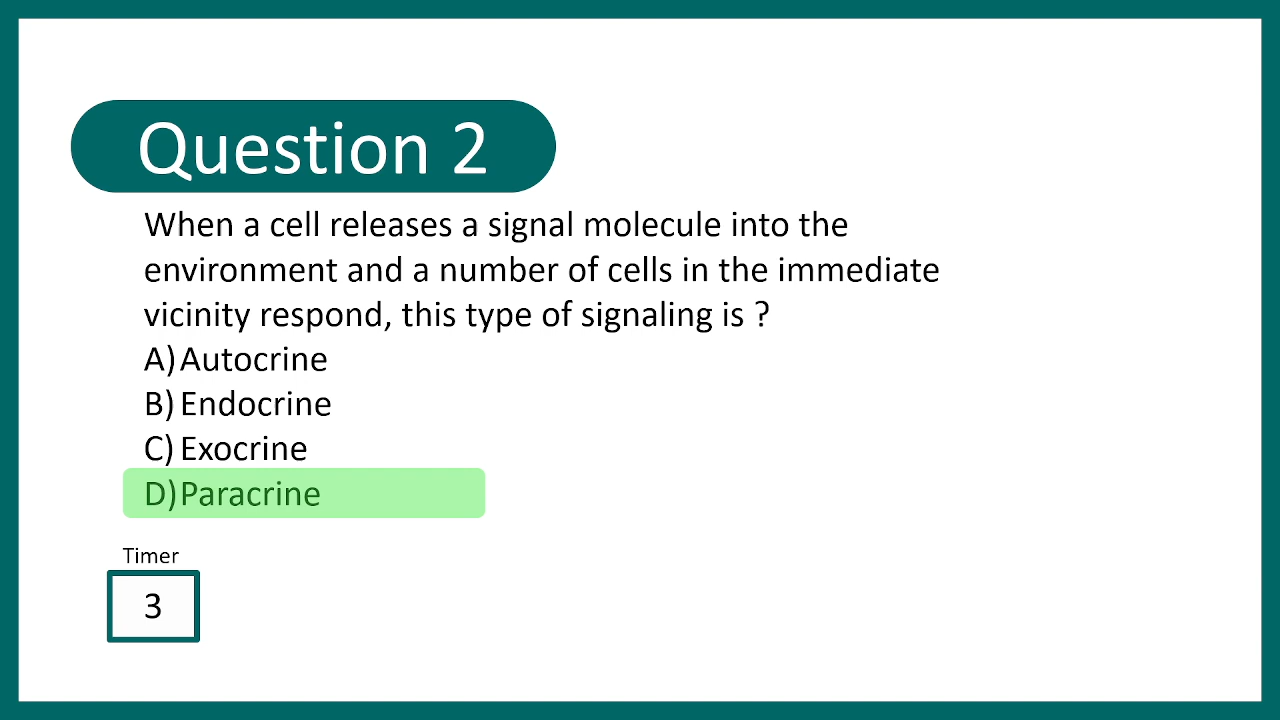 Question 2
When a cell releases a signal molecule into the
environment and a number of cells in the immediate
vicinity respond, this type of signaling is ?
A) Autocrine
B) Endocrine
C) Exocrine
D) Paracrine
Timer
3